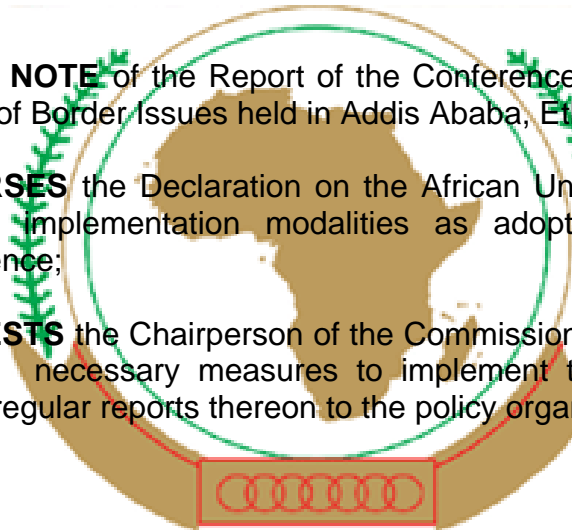 NOTE of the Report of the Conference
of Border Issues held in Addis Ababa, Et
RSES the Declaration on the African Un
implementation modalities as adopt
ence;
ESTS the Chairperson of the Commission
necessary measures to implement t
regular reports thereon to the policy organ